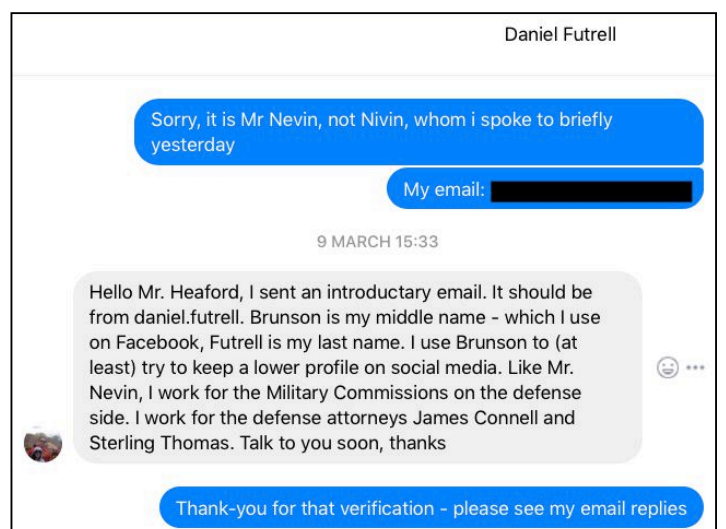 Daniel Futrell
Sorry, it is Mr Nevin, not Nivin, whom i spoke to briefly
yesterday
My email:
9 MARCH 15:33
Hello Mr. Heaford, I sent an introductary email. It should be
from daniel.futrell. Brunson is my middle name - which I use
on Facebook, Futrell is my last name. I use Brunson to (at
least) try to keep a lower profile on social media. Like Mr.
Nevin, I work for the Military Commissions on the defense
side. I work for the defense attorneys James Connell and
Sterling Thomas. Talk to you soon, thanks
Thank-you for that verification - please see my email replies